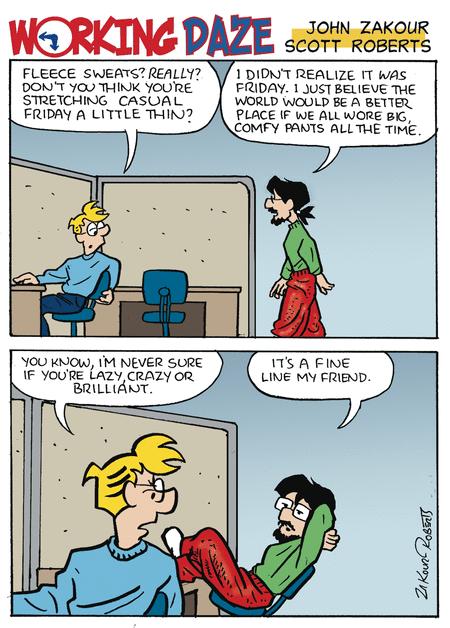 WORKING DAZE
JOHN ZAKOUR
SCOTT ROBERTS
FLEECE SWEATS? REALLY?
DON'T YOU THINK YOU'RE
STRETCHING CASUAL
FRIDAY A LITTLE THIN?
I DIDN'T REALIZE IT WAS
FRIDAY. I JUST BELIEVE THE
WORLD WOULD BE A BETTER
PLACE IF WE ALL WORE BIG,
COMFY PANTS ALL THE TIME.
YOU KNOW, I'M NEVER SURE
IF YOU'RE LAZY, CRAZY OR
BRILLIANT.
IT'S A FINE
LINE MY FRIEND.
ZAKOUR ROBERTS